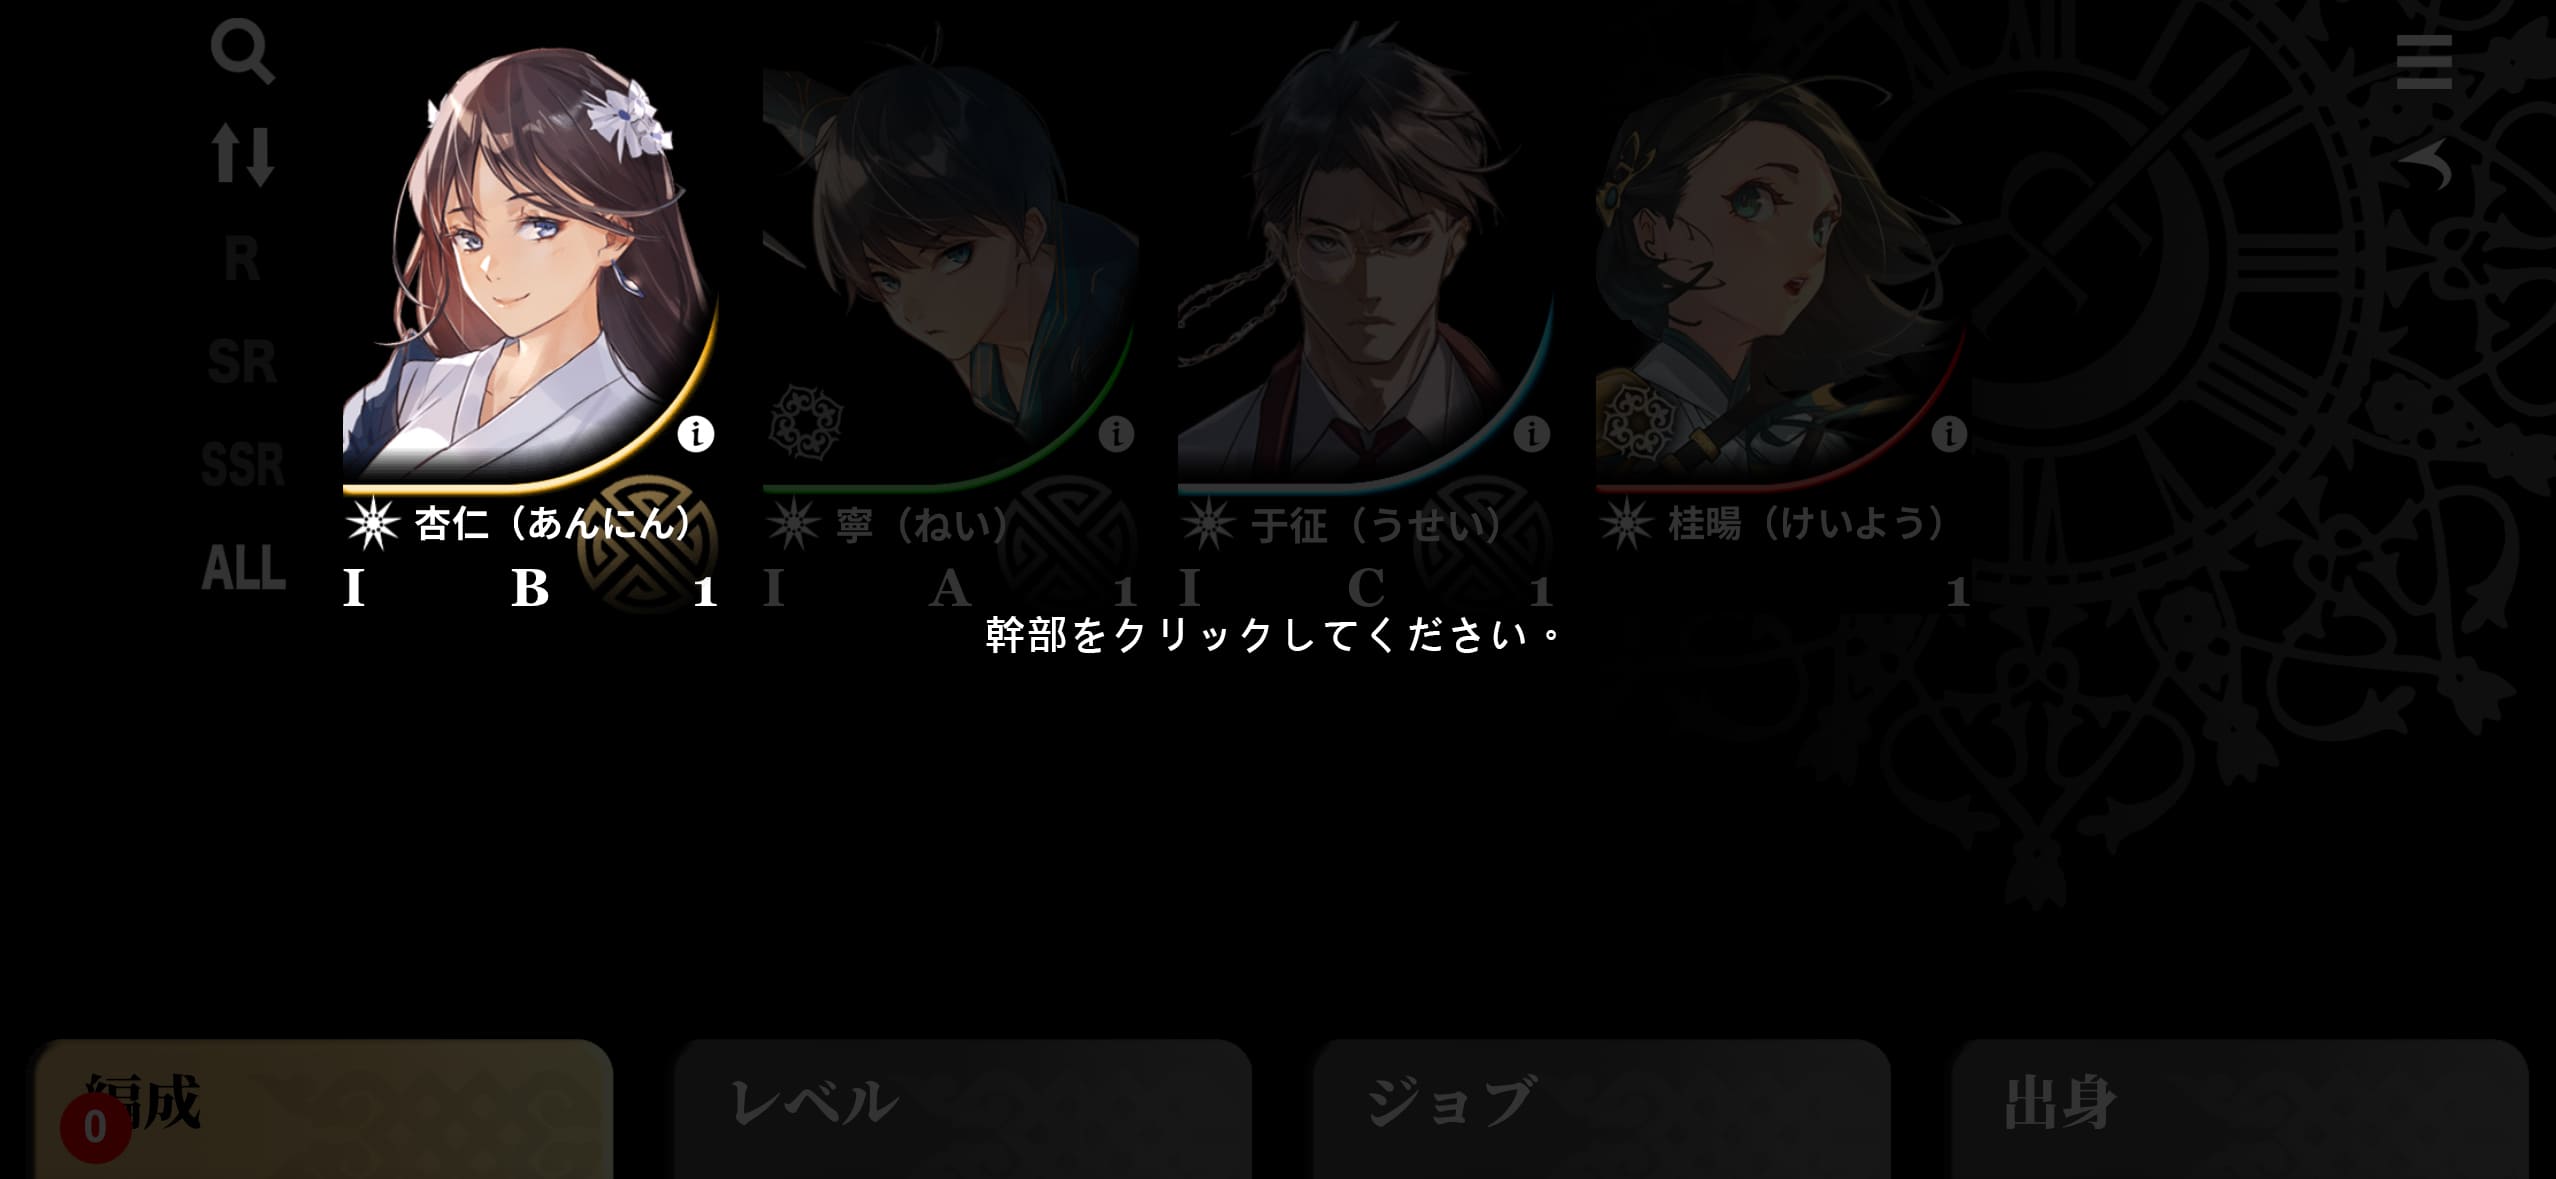 R
SR
SSR
ALL
杏仁（あんにん）
I B 1
寧（ねい）
I A 1
于征（うせい）
I C 1
桂暘（けいよう）
1
幹部をクリックしてください。
編成
0
レベル
ジョブ
出身